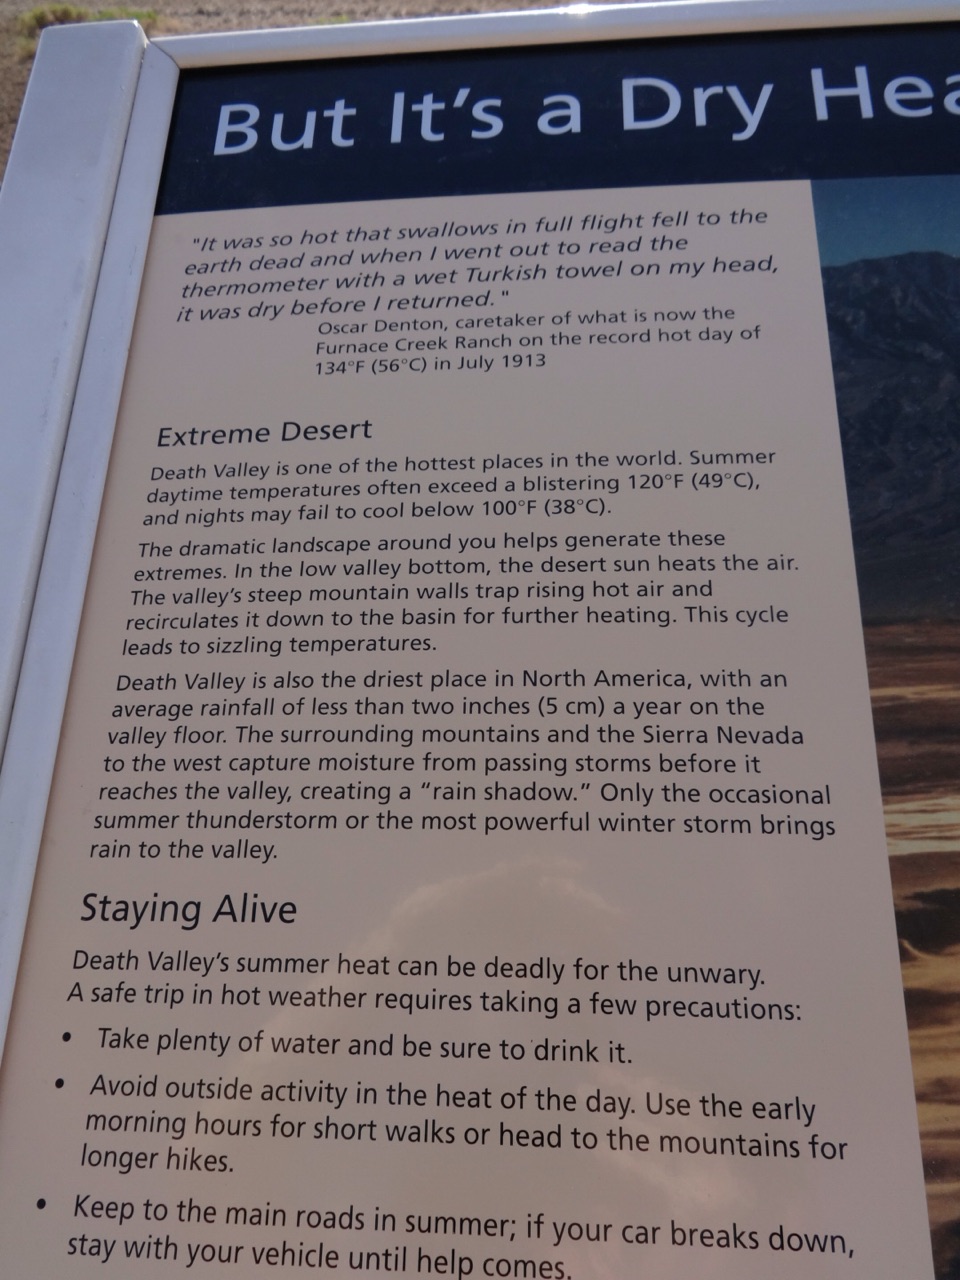 But It's a Dry Hea
"It was so hot that swallows in full flight fell to the
earth dead and when I went out to read the
thermometer with a wet Turkish towel on my head,
it was dry before I returned. "
Oscar Denton, caretaker of what is now the
Furnace Creek Ranch on the record hot day of
134°F (56°C) in July 1913
Extreme Desert
Death Valley is one of the hottest places in the world. Summer
daytime temperatures often exceed a blistering 120°F (49°C),
and nights may fail to cool below 100°F (38°C).
The dramatic landscape around you helps generate these
extremes. In the low valley bottom, the desert sun heats the air.
The valley's steep mountain walls trap rising hot air and
recirculates it down to the basin for further heating. This cycle
leads to sizzling temperatures.
Death Valley is also the driest place in North America, with an
average rainfall of less than two inches (5 cm) a year on the
valley floor. The surrounding mountains and the Sierra Nevada
to the west capture moisture from passing storms before it
reaches the valley, creating a “rain shadow.” Only the occasional
summer thunderstorm or the most powerful winter storm brings
rain to the valley.
Staying Alive
Death Valley's summer heat can be deadly for the unwary.
A safe trip in hot weather requires taking a few precautions:
• Take plenty of water and be sure to drink it.
• Avoid outside activity in the heat of the day. Use the early
morning hours for short walks or head to the mountains for
longer hikes.
• Keep to the main roads in summer; if your car breaks down,
stay with your vehicle until help comes.